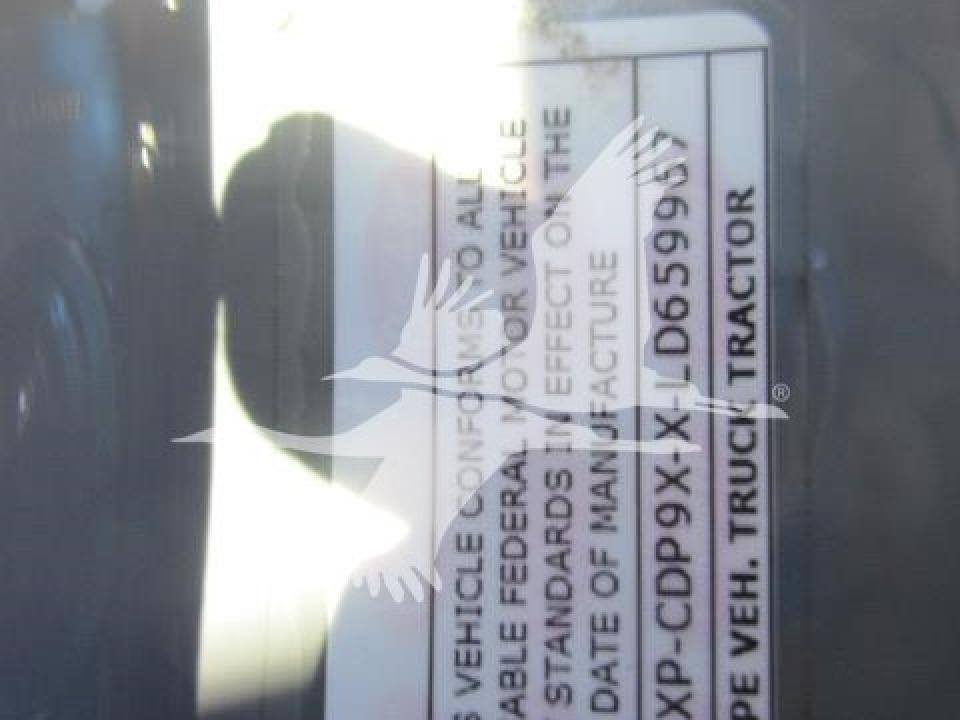 S VEHICLE CONFORMS TO ALL
ABLE FEDERAL MOTOR VEHICLE
Y STANDARDS IN EFFECT ON THE
DATE OF MANUFACTURE
XP-CDP9X-X-LD659967
PE VEH. TRUCK TRACTOR
®